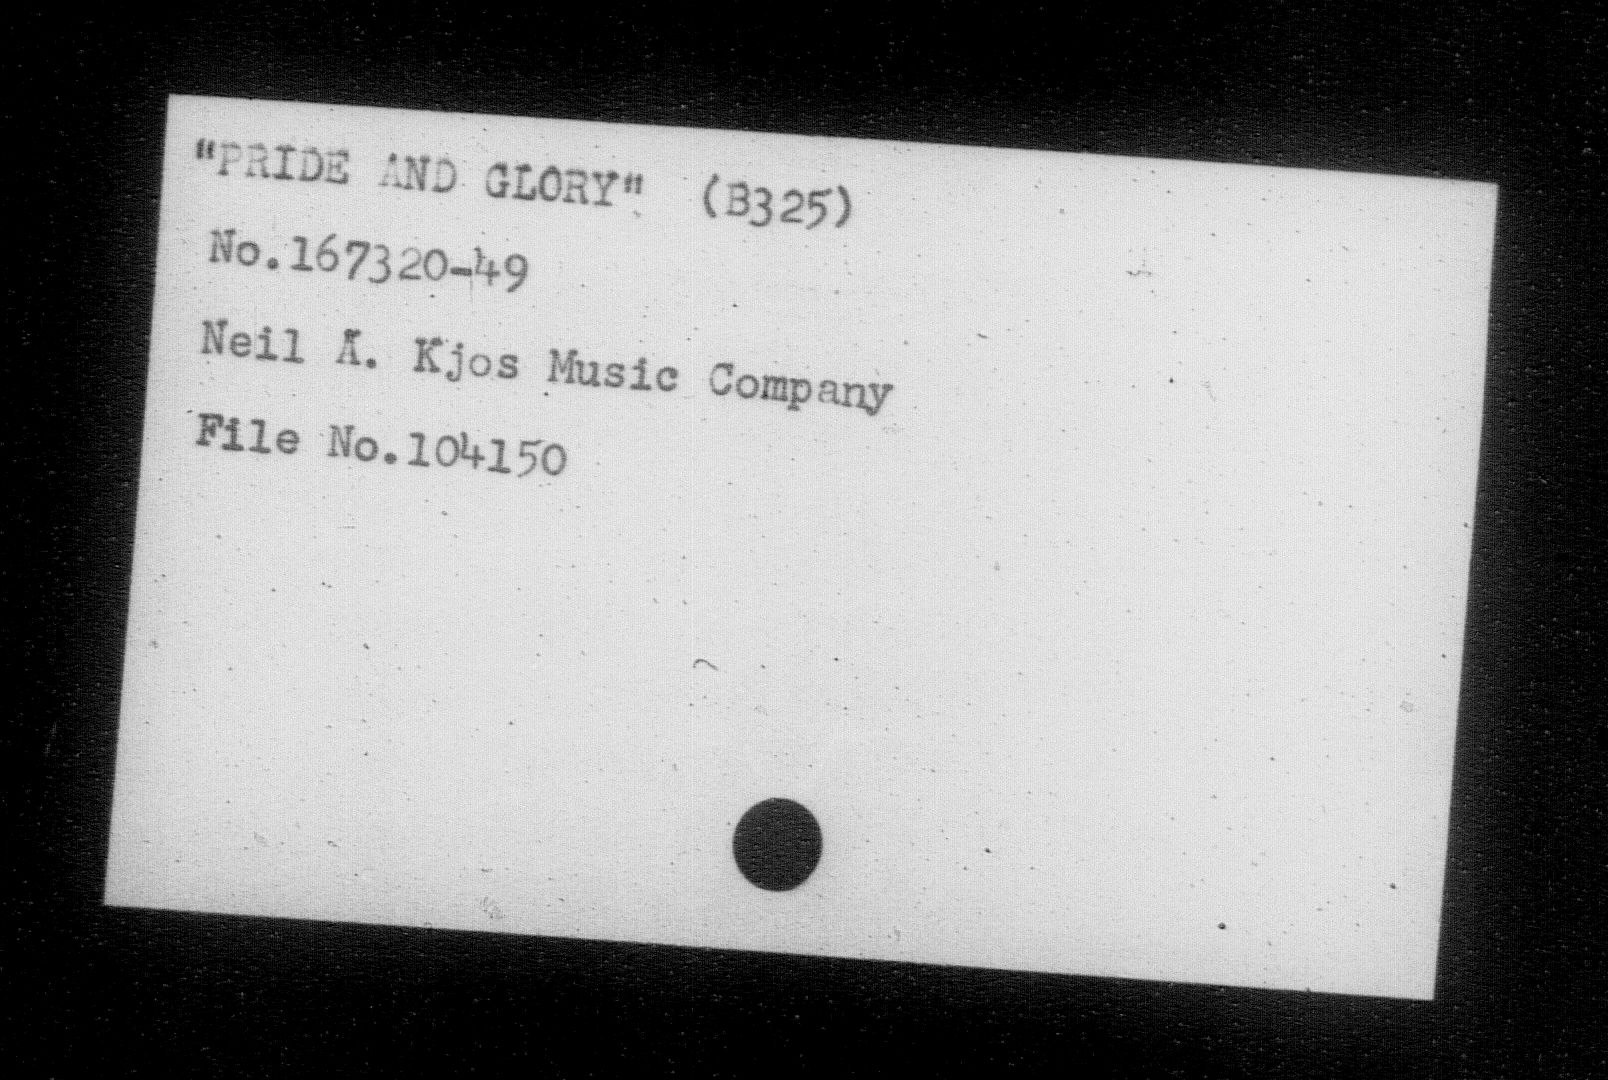 "PRIDE AND GLORY" (B325)
No.167320-49
Neil A. Kjos Music Company
File No.104150